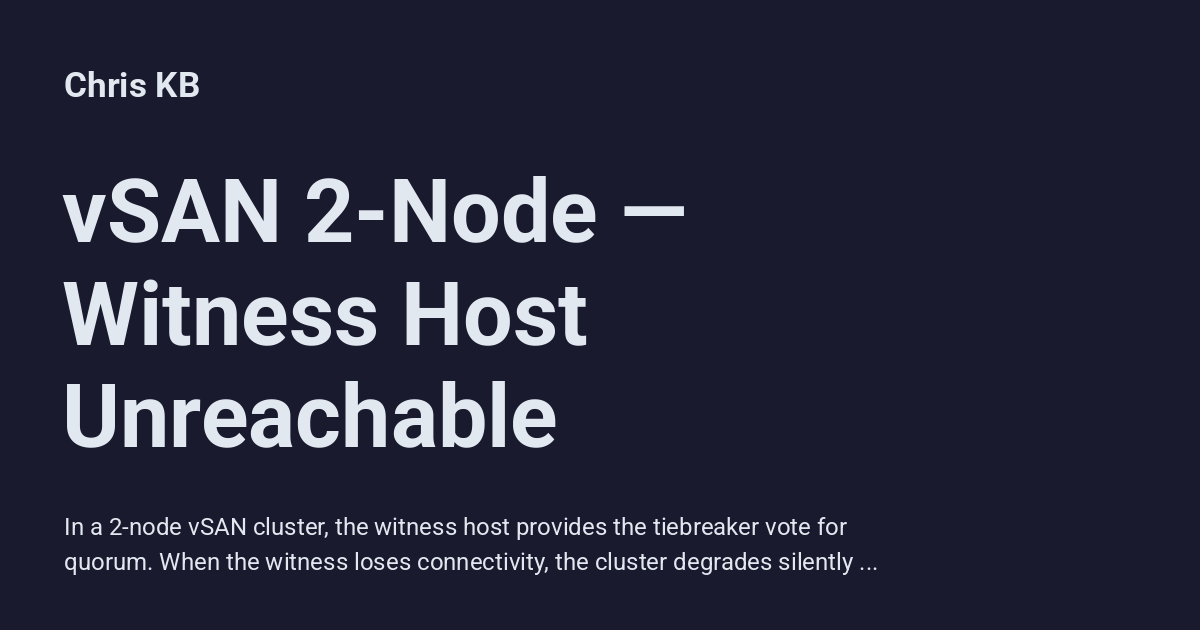 Chris KB
vSAN 2-Node —
Witness Host
Unreachable
In a 2-node vSAN cluster, the witness host provides the tiebreaker vote for
quorum. When the witness loses connectivity, the cluster degrades silently ...